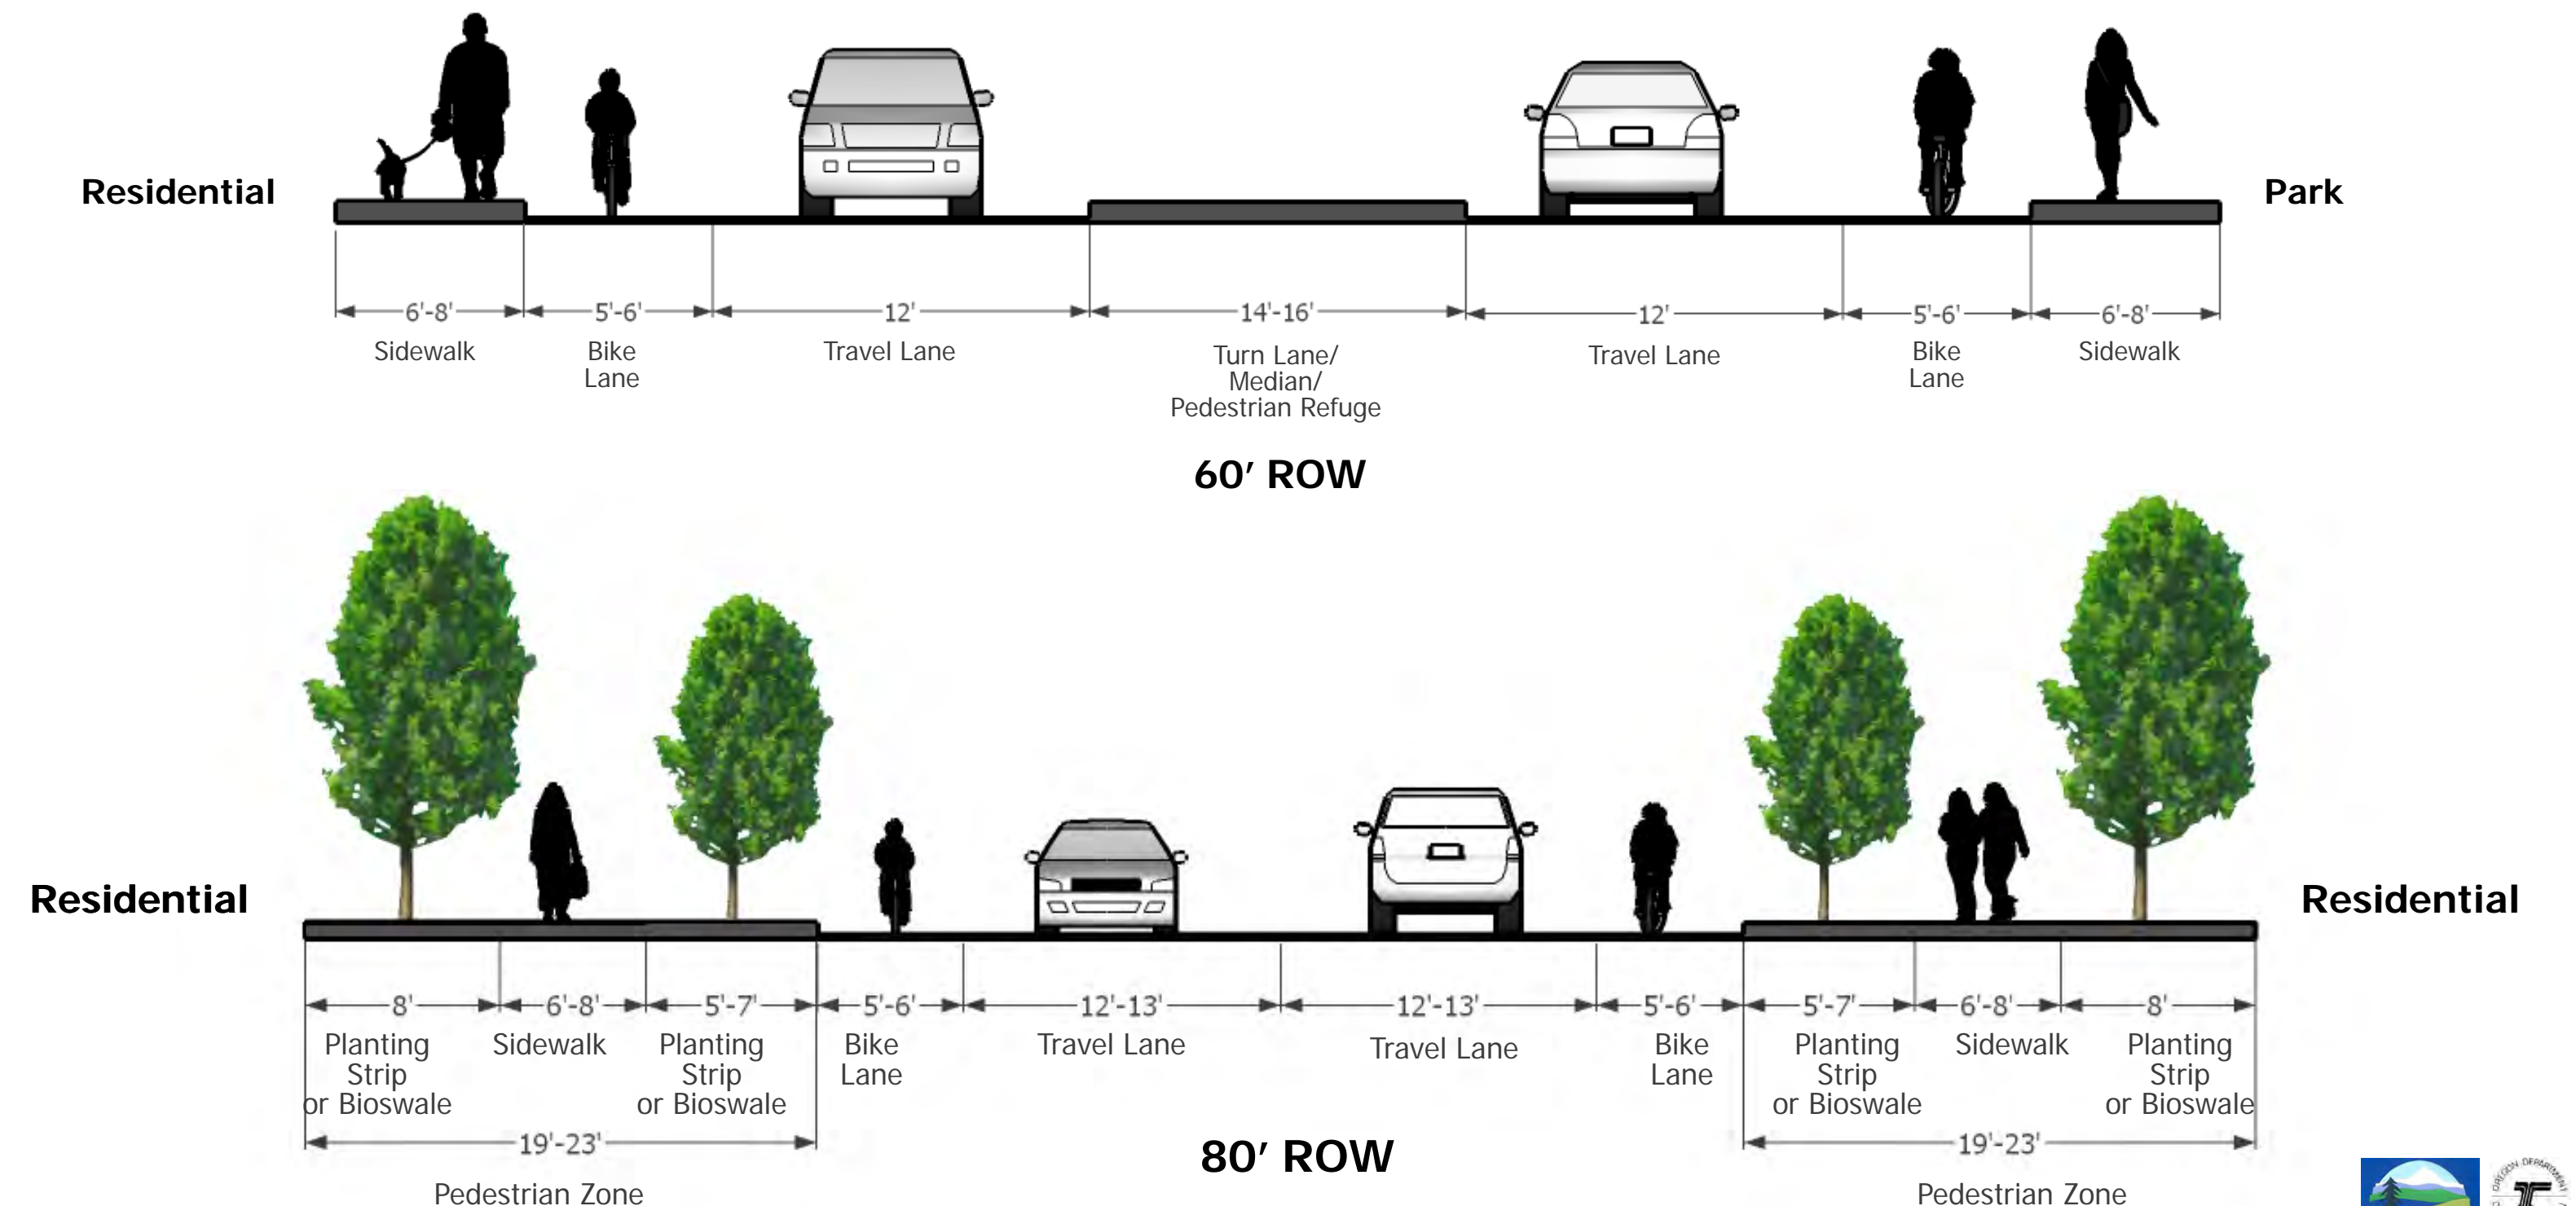 Residential
Park
6'-8'
5'-6'
12'
14'-16'
12'
5'-6'
6'-8'
Sidewalk
Bike
Lane
Travel Lane
Turn Lane/
Median/
Pedestrian Refuge
Travel Lane
Bike
Lane
Sidewalk
60' ROW
Residential
Residential
8'
6'-8'
5'-7'
5'-6'
12'-13'
12'-13'
5'-6'
5'-7'
6'-8'
8'
Planting
Strip
or Bioswale
Sidewalk
Planting
Strip
or Bioswale
Bike
Lane
Travel Lane
Travel Lane
Bike
Lane
Planting
Strip
or Bioswale
Sidewalk
Planting
Strip
or Bioswale
19'-23'
19'-23'
80' ROW
Pedestrian Zone
Pedestrian Zone
OREGON